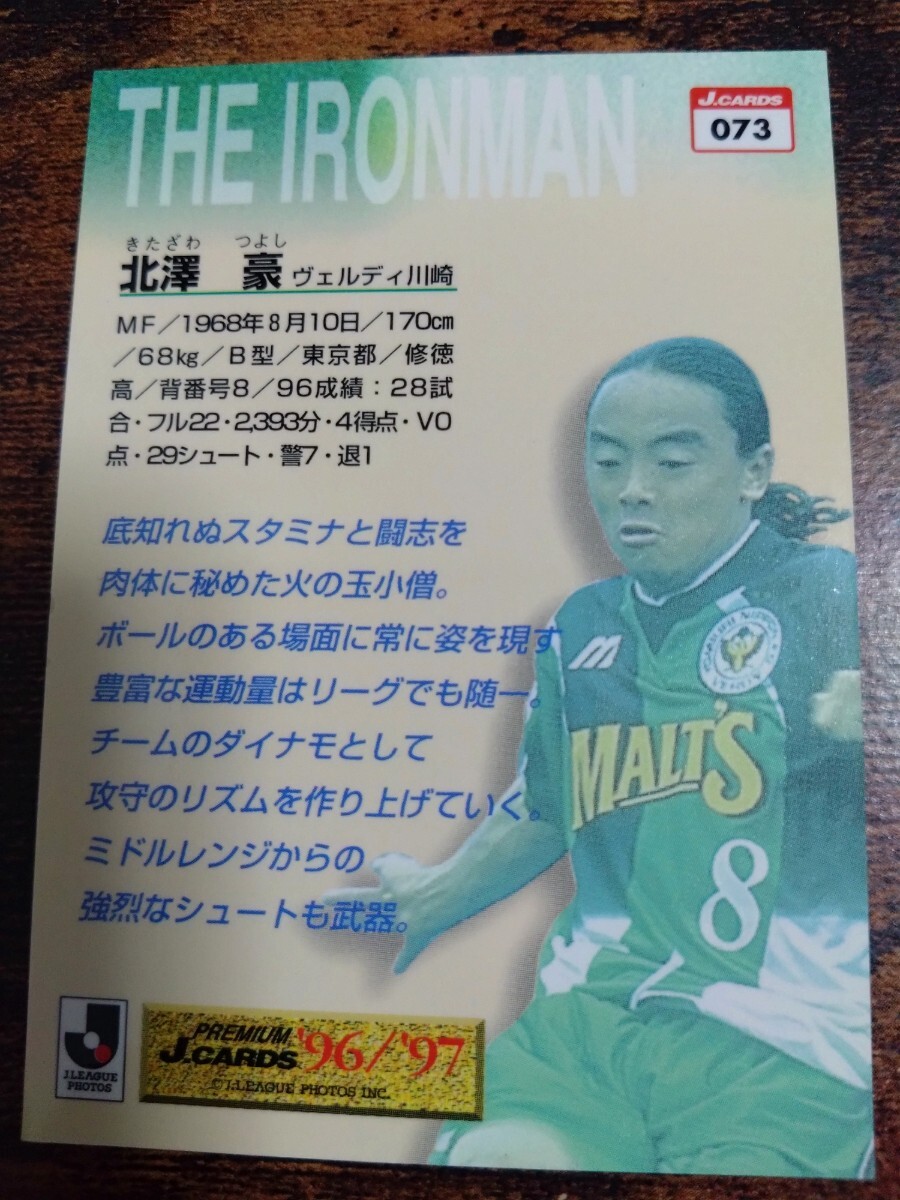 THE IRONMAN
J.CARDS
073
きたざわ つよし
北澤 豪 ヴェルディ川崎
MF／1968年8月10日／170cm
／68kg／B型／東京都／修徳
高／背番号8／96成績：28試
合・フル22・2,393分・4得点・V0
点・29シュート・警7・退1
底知れぬスタミナと闘志を
肉体に秘めた火の玉小僧。
ボールのある場面に常に姿を現す
豊富な運動量はリーグでも随一。
チームのダイナモとして
攻守のリズムを作り上げていく。
ミドルレンジからの
強烈なシュートも武器。
MALT'S
8
J.LEAGUE
PHOTOS
PREMIUM
J.CARDS '96/'97
©J.LEAGUE PHOTOS INC.